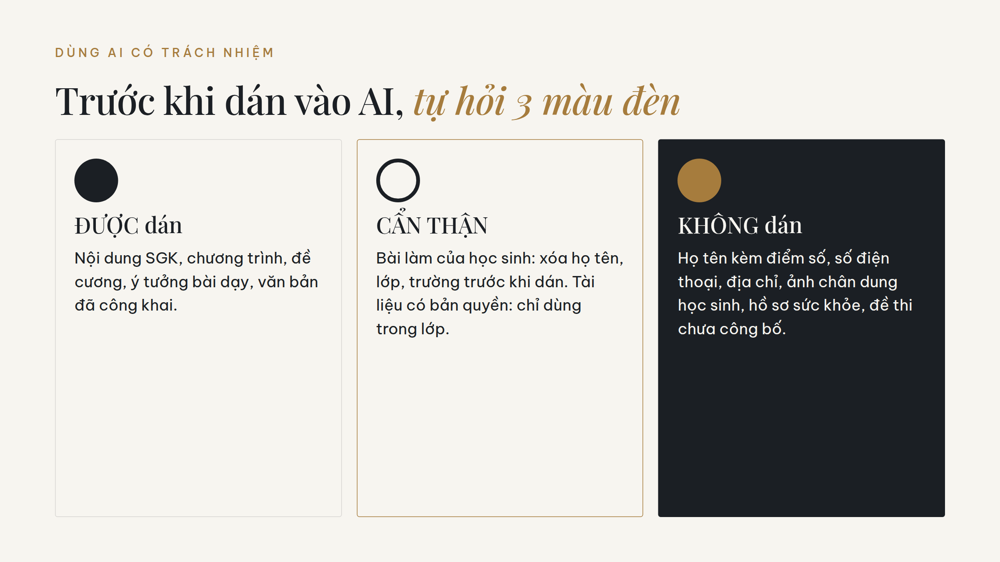 DÙNG AI CÓ TRÁCH NHIỆM
Trước khi dán vào AI, tự hỏi 3 màu đèn
ĐƯỢC dán
Nội dung SGK, chương trình, đề
cương, ý tưởng bài dạy, văn bản
đã công khai.
CẨN THẬN
Bài làm của học sinh: xóa họ tên,
lớp, trường trước khi dán. Tài
liệu có bản quyền: chỉ dùng
trong lớp.
KHÔNG dán
Họ tên kèm điểm số, số điện
thoại, địa chỉ, ảnh chân dung
học sinh, hồ sơ sức khỏe, đề thi
chưa công bố.